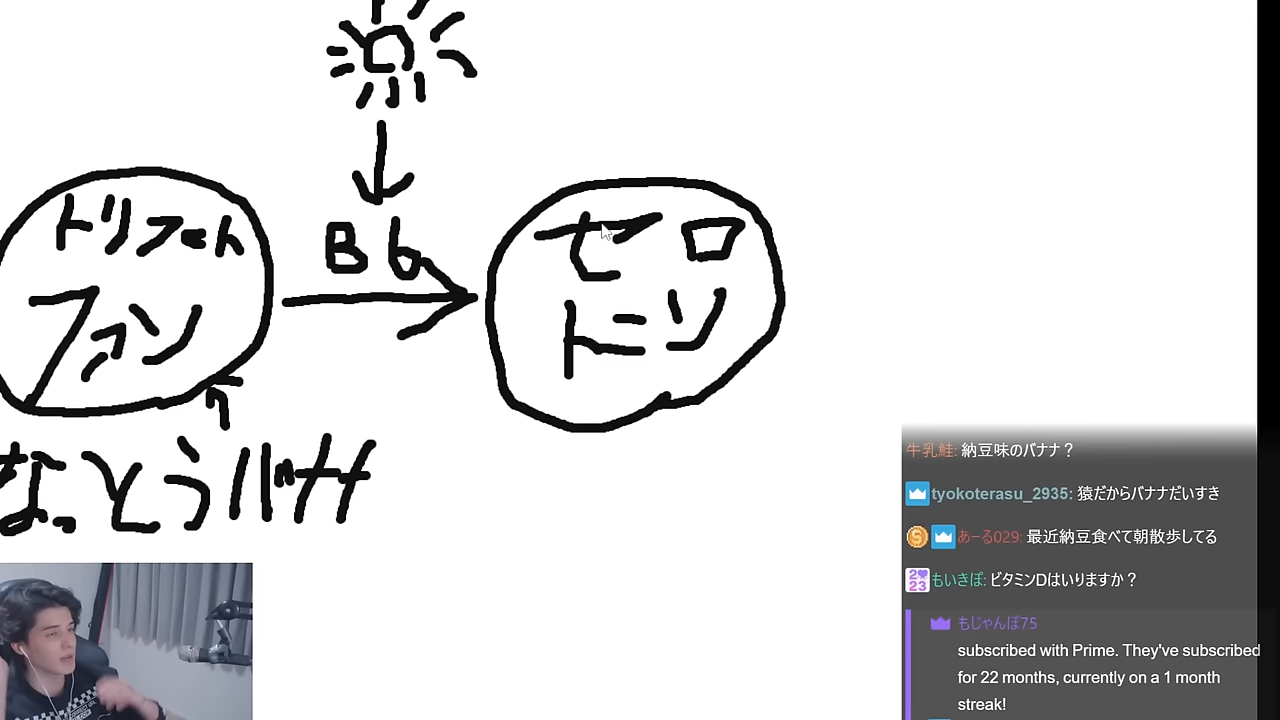 トリプト
ファン
B6
セロ
トニン
なっとうバナナ
牛乳鮭: 納豆味のバナナ？
tyokoterasu_2935: 猿だからバナナだいすき
あーる029: 最近納豆食べて朝散歩してる
2023
もいきぽ: ビタミンDはいりますか？
もじゃんぼ75
subscribed with Prime. They've subscribed
for 22 months, currently on a 1 month
streak!